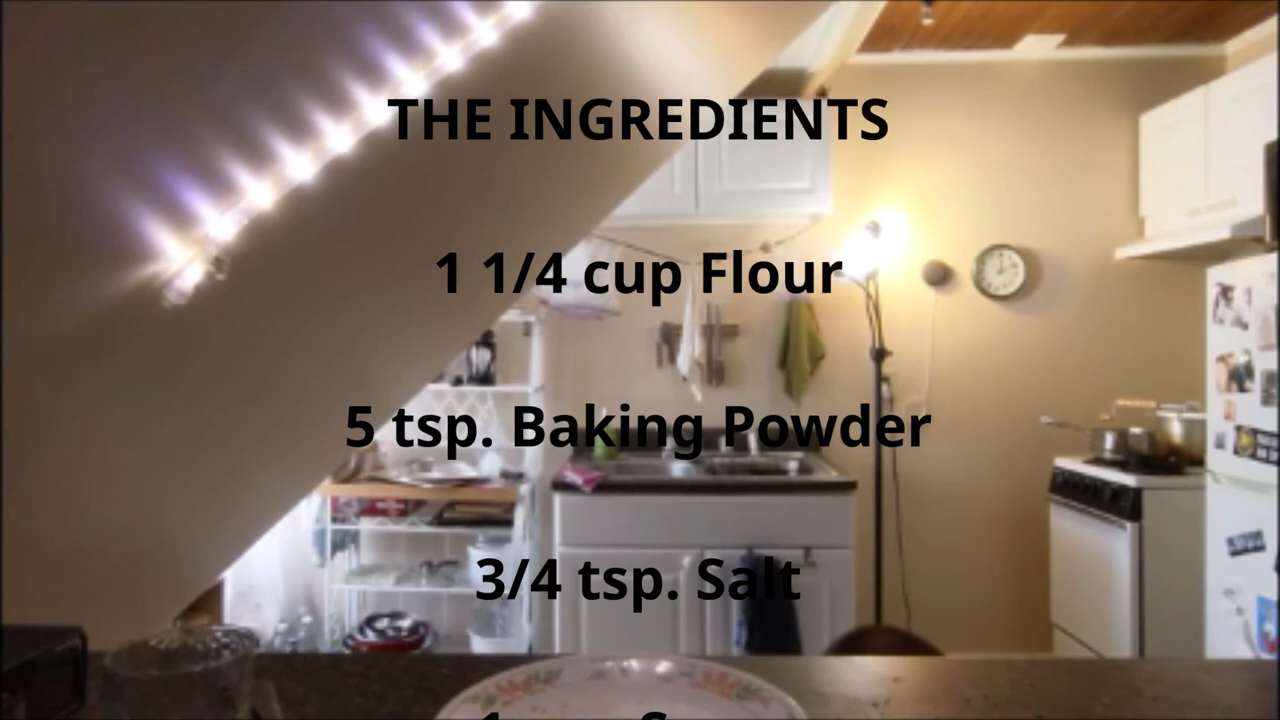 THE INGREDIENTS
1 1/4 cup Flour
5 tsp. Baking Powder
3/4 tsp. Salt